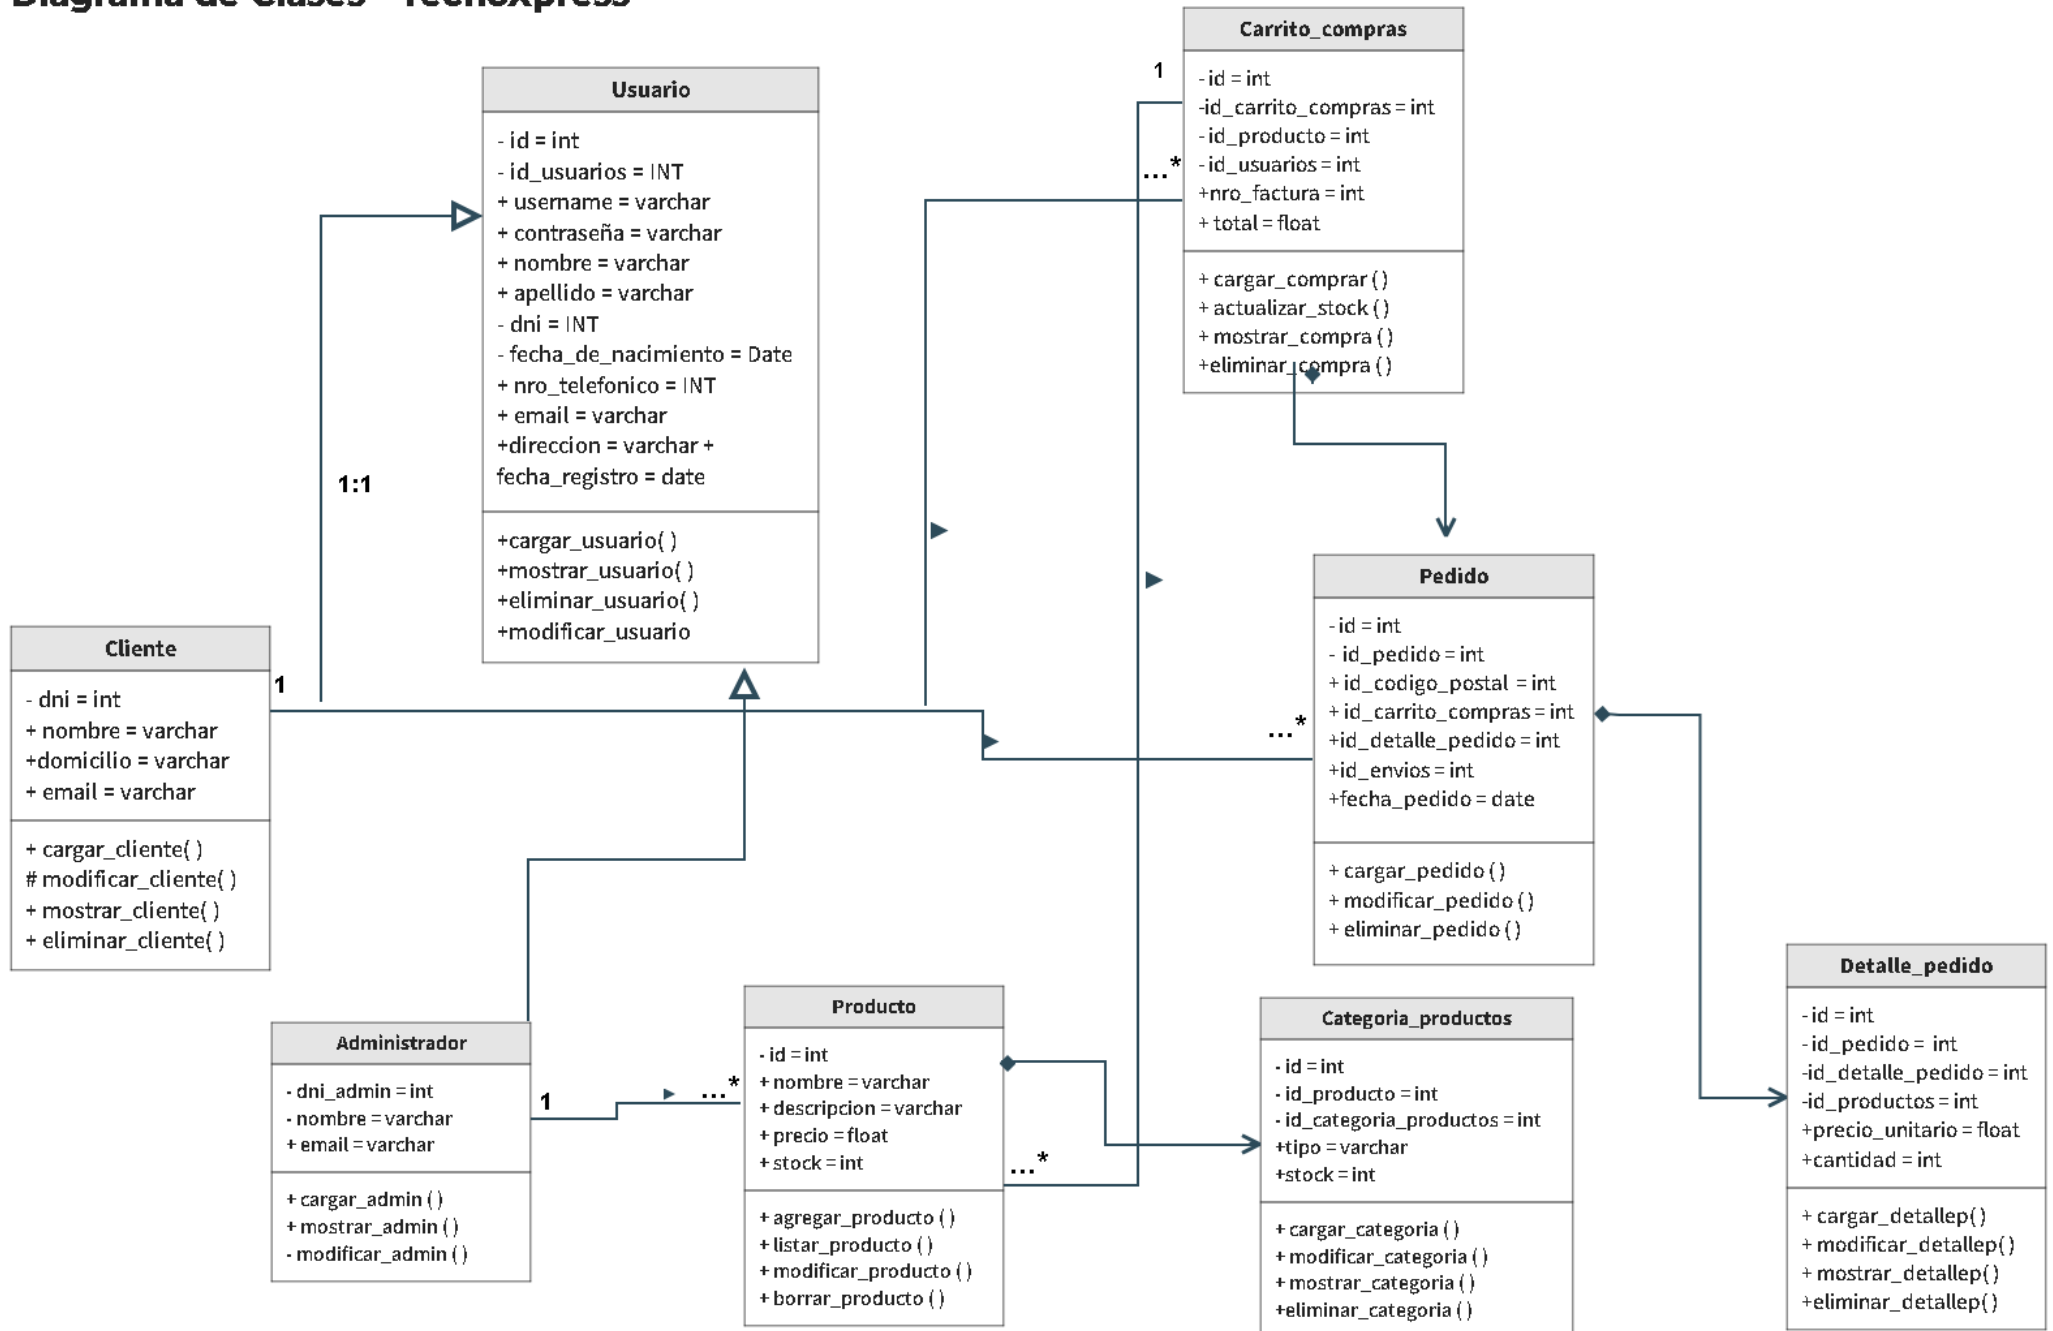 Diagrama de Clases - TecnoXpress
Usuario
- id = int
- id_usuarios = INT
+ username = varchar
+ contraseña = varchar
+ nombre = varchar
+ apellido = varchar
- dni = INT
- fecha_de_nacimiento = Date
+ nro_telefonico = INT
+ email = varchar
+direccion = varchar +
fecha_registro = date
+cargar_usuario( )
+mostrar_usuario( )
+eliminar_usuario( )
+modificar_usuario
Carrito_compras
- id = int
-id_carrito_compras = int
- id_producto = int
- id_usuarios = int
+nro_factura = int
+ total = float
+ cargar_comprar ( )
+ actualizar_stock ( )
+ mostrar_compra ( )
+eliminar_compra ( )
1
...*
1:1
Cliente
- dni = int
+ nombre = varchar
+domicilio = varchar
+ email = varchar
+ cargar_cliente( )
# modificar_cliente( )
+ mostrar_cliente( )
+ eliminar_cliente( )
1
...*
Pedido
- id = int
- id_pedido = int
+ id_codigo_postal = int
+ id_carrito_compras = int
+id_detalle_pedido = int
+id_envios = int
+fecha_pedido = date
+ cargar_pedido ( )
+ modificar_pedido ( )
+ eliminar_pedido ( )
Administrador
- dni_admin = int
- nombre = varchar
+ email = varchar
+ cargar_admin ( )
+ mostrar_admin ( )
- modificar_admin ( )
1
...*
Producto
- id = int
+ nombre = varchar
+ descripcion = varchar
+ precio = float
+ stock = int
+ agregar_producto ( )
+ listar_producto ( )
+ modificar_producto ( )
+ borrar_producto ( )
...*
Categoria_productos
- id = int
- id_producto = int
- id_categoria_productos = int
+tipo = varchar
+stock = int
+ cargar_categoria ( )
+ modificar_categoria ( )
+ mostrar_categoria ( )
+eliminar_categoria ( )
Detalle_pedido
- id = int
- id_pedido = int
-id_detalle_pedido = int
-id_productos = int
+precio_unitario = float
+cantidad = int
+ cargar_detallep()
+ modificar_detallep()
+ mostrar_detallep()
+eliminar_detallep()